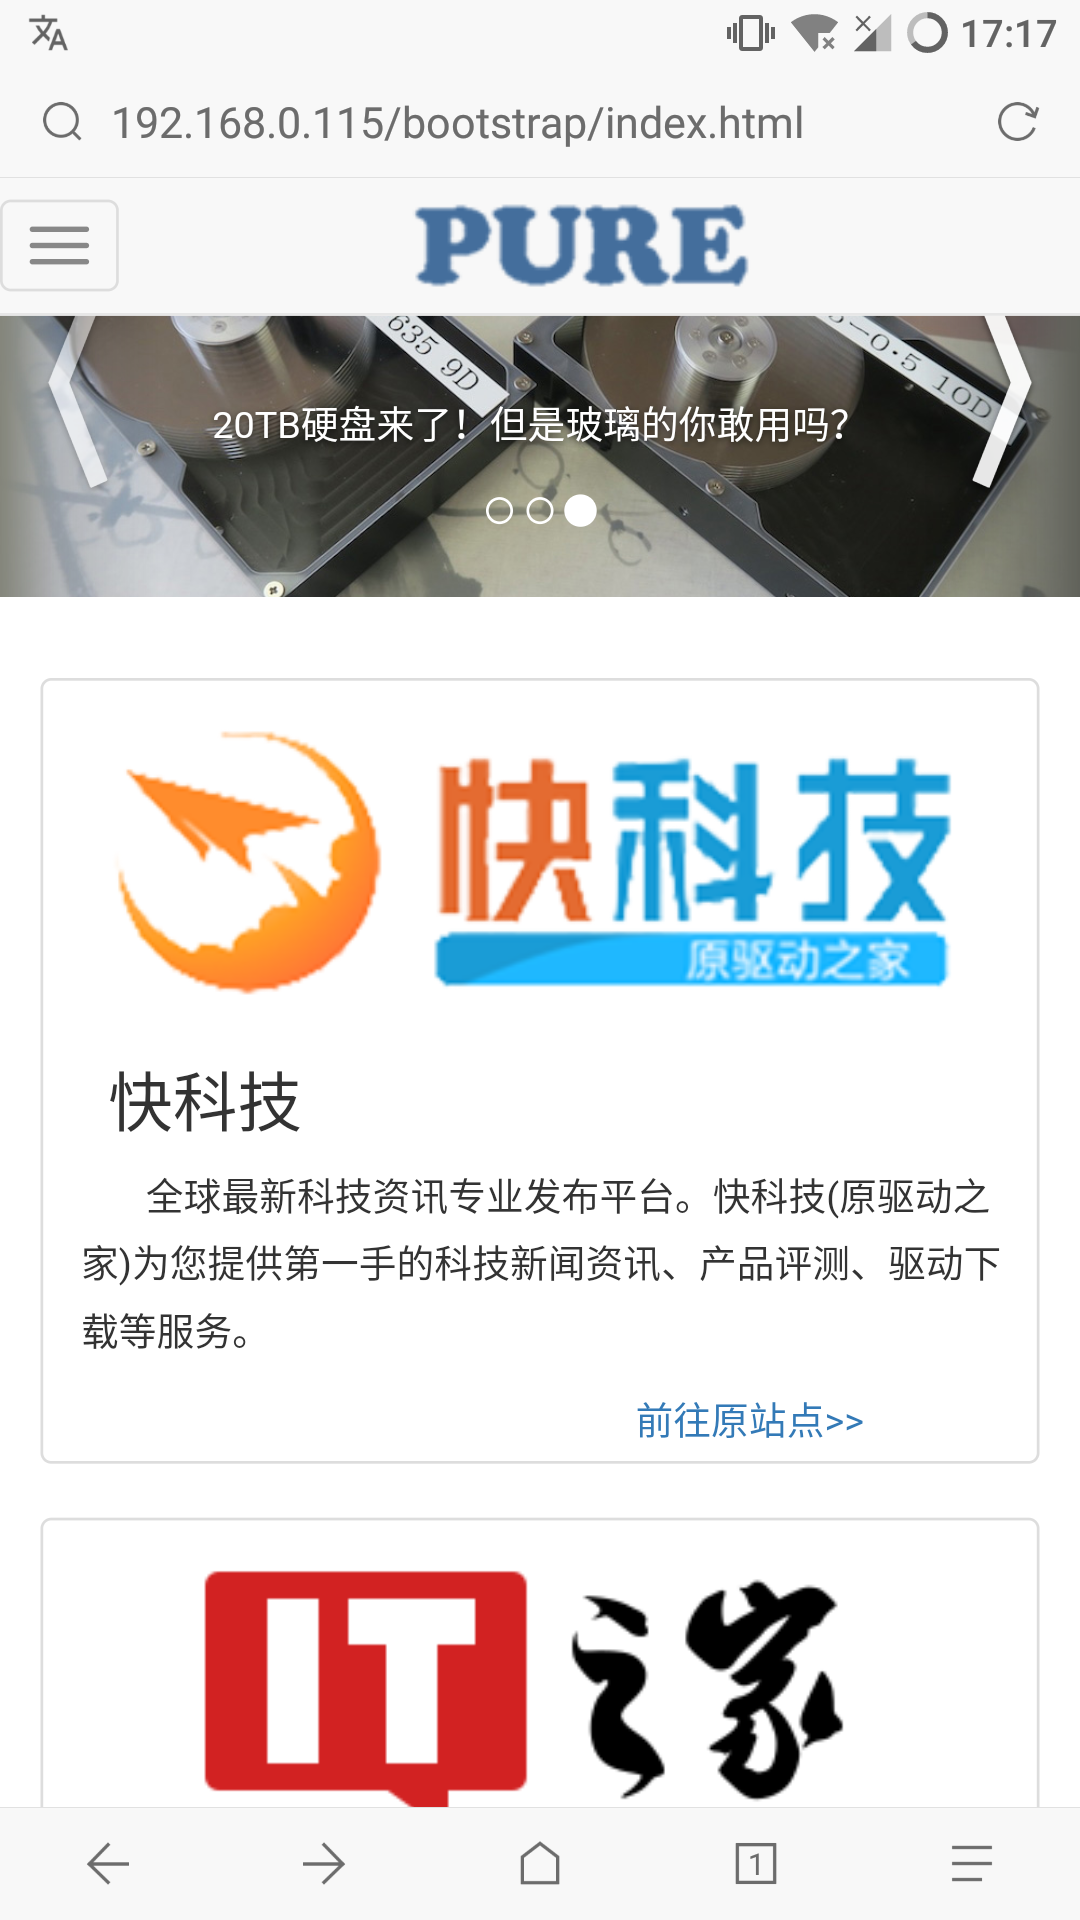 文A
17:17
192.168.0.115/bootstrap/index.html
PURE
635 9D
5-0.5 10D
20TB硬盘来了！但是玻璃的你敢用吗？
快科技
原驱动之家
快科技
全球最新科技资讯专业发布平台。快科技(原驱动之
家)为您提供第一手的科技新闻资讯、产品评测、驱动下
载等服务。
前往原站点>>
IT之家
1